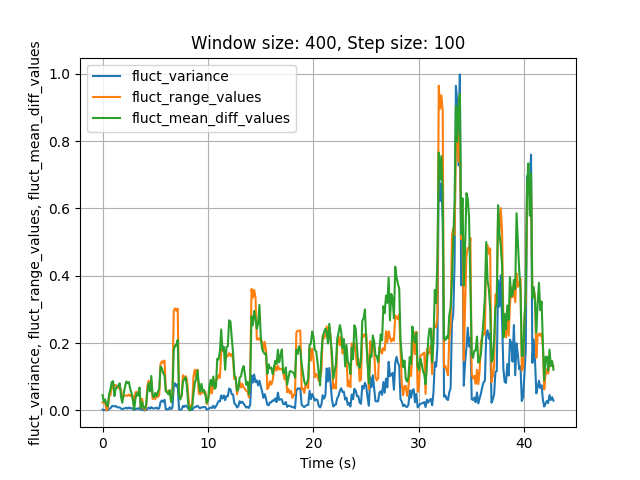 Window size: 400, Step size: 100
fluct_variance
fluct_range_values
fluct_mean_diff_values
fluct_variance, fluct_range_values, fluct_mean_diff_values
1.0
0.8
0.6
0.4
0.2
0.0
0 10 20 30 40
Time (s)